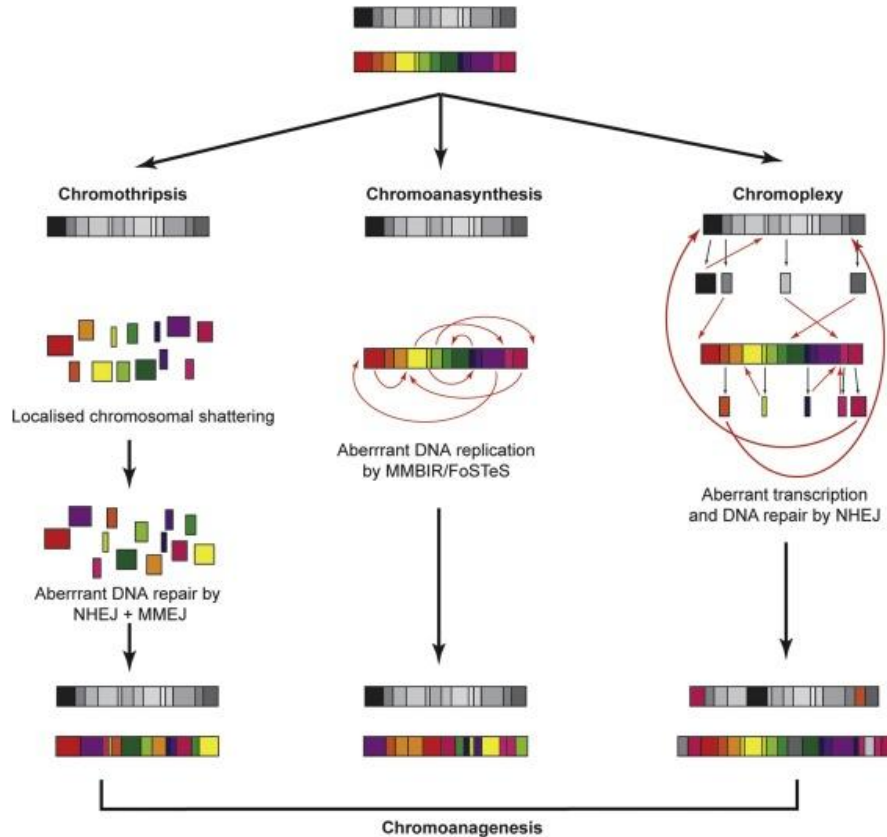 Chromothripsis
Chromoanasynthesis
Chromoplexy
Localised chromosomal shattering
Aberrrant DNA replication
by MMBIR/FoSTeS
Aberrant transcription
and DNA repair by NHEJ
Aberrrant DNA repair by
NHEJ + MMEJ
Chromoanagenesis